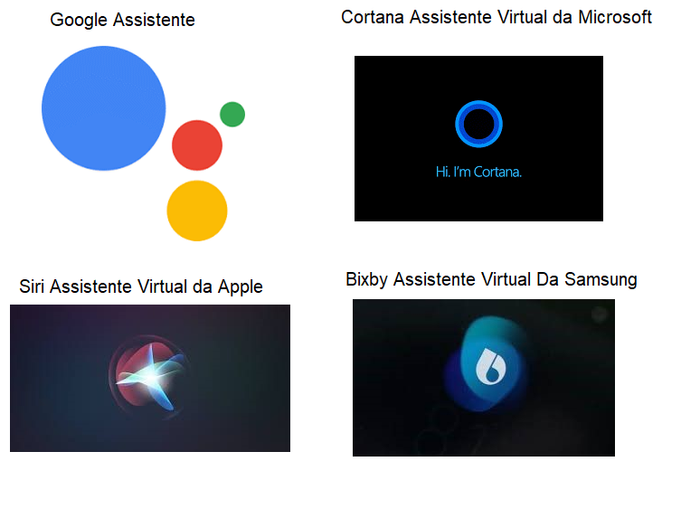 Google Assistente
Cortana Assistente Virtual da Microsoft
Hi. I'm Cortana.
Siri Assistente Virtual da Apple
Bixby Assistente Virtual Da Samsung
b